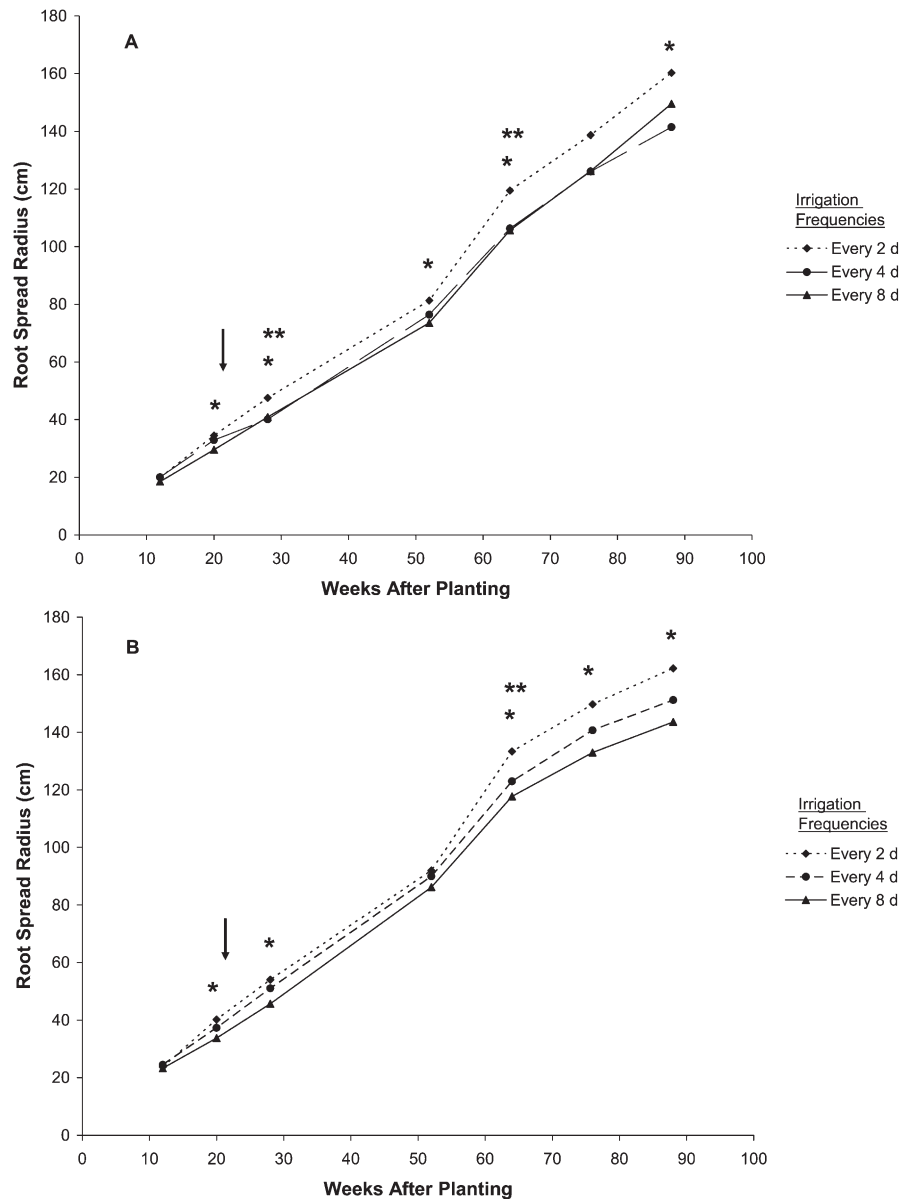 180
A
*
160
140
**
*
120
Irrigation
Frequencies
Root Spread Radius (cm)
100
Every 2 d
*
Every 4 d
80
Every 8 d
**
60
*
*
40
20
0
0 10 20 30 40 50 60 70 80 90 100
Weeks After Planting
180
B
*
160
*
**
*
140
120
Irrigation
Frequencies
Root Spread Radius (cm)
100
Every 2 d
Every 4 d
80
Every 8 d
*
60
*
40
20
0
0 10 20 30 40 50 60 70 80 90 100
Weeks After Planting